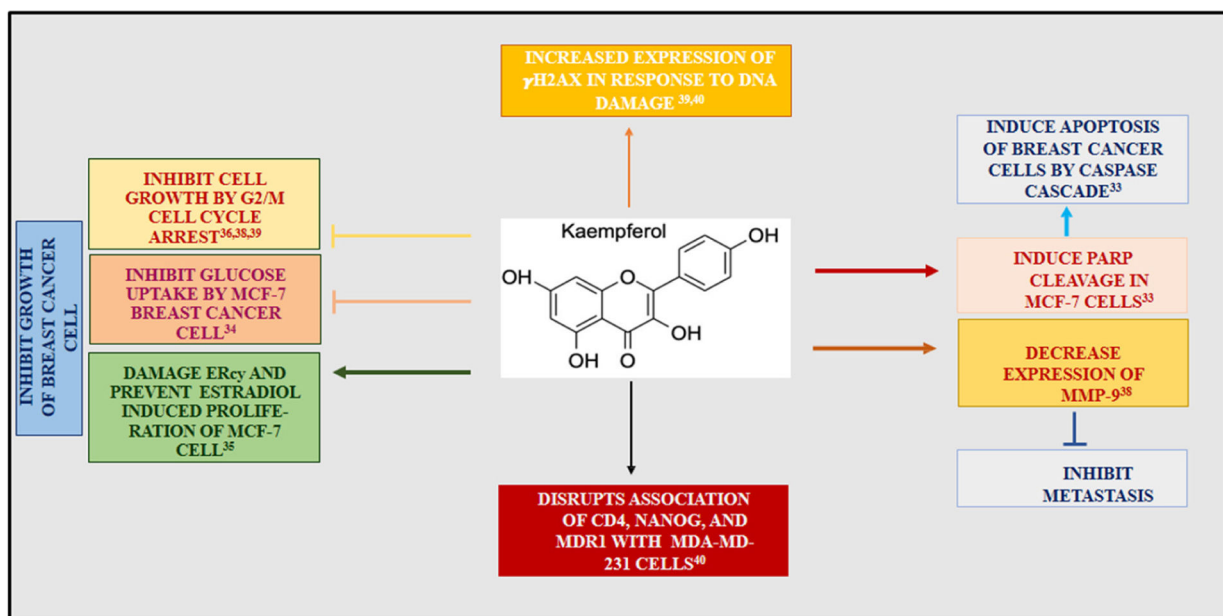 INCREASED EXPRESSION OF
γH2AX IN RESPONSE TO DNA
DAMAGE 39,40
INHIBIT GROWTH
OF BREAST CANCER
CELL
INHIBIT CELL
GROWTH BY G2/M
CELL CYCLE
ARREST36,38,39
INHIBIT GLUCOSE
UPTAKE BY MCF-7
BREAST CANCER
CELL34
DAMAGE ERcy AND
PREVENT ESTRADIOL
INDUCED PROLIFE-
RATION OF MCF-7
CELL35
Kaempferol
OH
OH
O
OH
OH
O
INDUCE APOPTOSIS
OF BREAST CANCER
CELLS BY CASPASE
CASCADE33
INDUCE PARP
CLEAVAGE IN
MCF-7 CELLS33
DECREASE
EXPRESSION OF
MMP-938
INHIBIT
METASTASIS
DISRUPTS ASSOCIATION
OF CD4, NANOG, AND
MDR1 WITH MDA-MD-
231 CELLS40